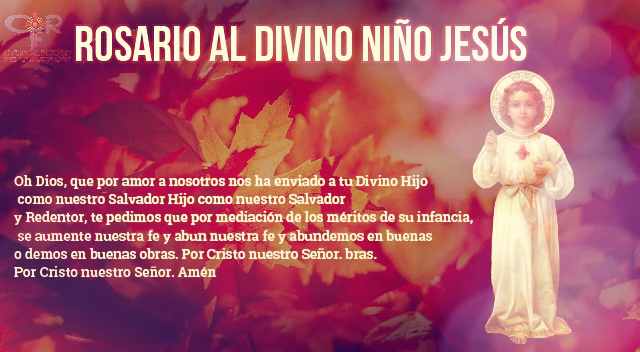 ROSARIO AL DIVINO NIÑO JESÚS
Oh Dios, que por amor a nosotros nos ha enviado a tu Divino Hijo
como nuestro Salvador Hijo como nuestro Salvador
y Redentor, te pedimos que por mediación de los méritos de su infancia,
se aumente nuestra fe y abun nuestra fe y abundemos en buenas
o demos en buenas obras. Por Cristo nuestro Señor. bras.
Por Cristo nuestro Señor. Amén